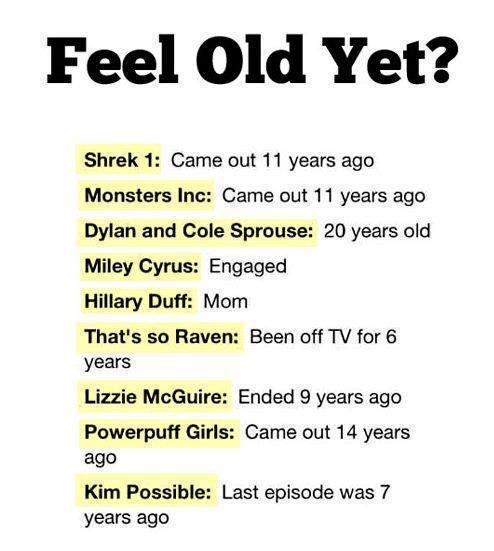 Feel Old Yet?
Shrek 1: Came out 11 years ago
Monsters Inc: Came out 11 years ago
Dylan and Cole Sprouse: 20 years old
Miley Cyrus: Engaged
Hillary Duff: Mom
That's so Raven: Been off TV for 6
years
Lizzie McGuire: Ended 9 years ago
Powerpuff Girls: Came out 14 years
ago
Kim Possible: Last episode was 7
years ago